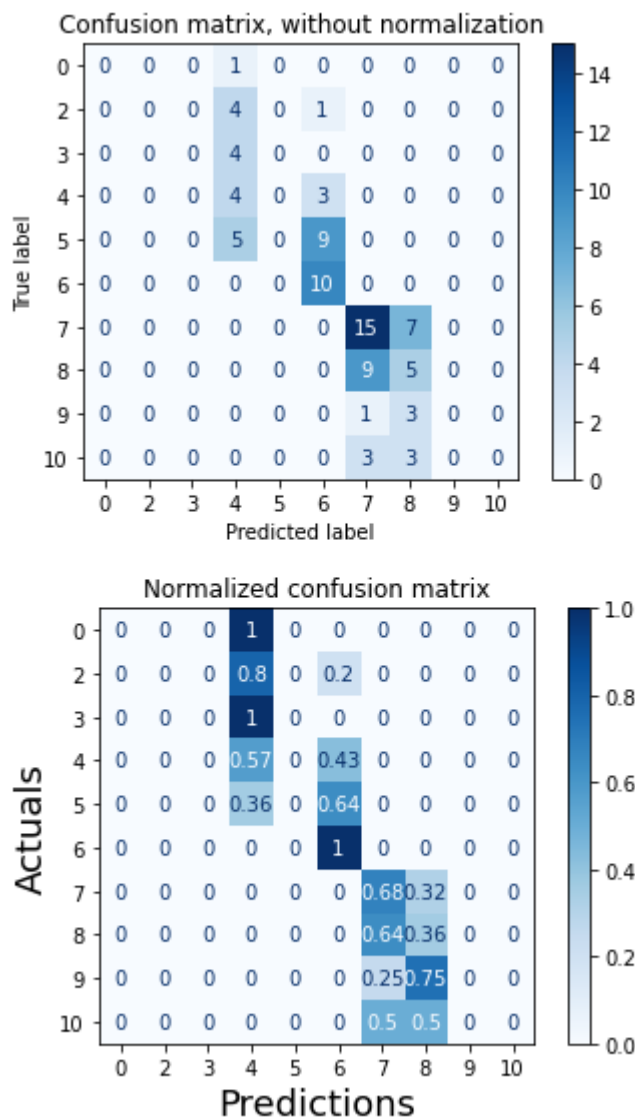 Confusion matrix, without normalization
0 0 0 0 1 0 0 0 0 0 0
2 0 0 0 4 0 1 0 0 0 0
3 0 0 0 4 0 0 0 0 0 0
4 0 0 0 4 0 3 0 0 0 0
5 0 0 0 5 0 9 0 0 0 0
6 0 0 0 0 0 10 0 0 0 0
7 0 0 0 0 0 0 15 7 0 0
8 0 0 0 0 0 0 9 5 0 0
9 0 0 0 0 0 0 1 3 0 0
10 0 0 0 0 0 0 3 3 0 0
0 2 3 4 5 6 7 8 9 10
True label
Predicted label
14
12
10
8
6
4
2
0
Normalized confusion matrix
0 0 0 0 1 0 0 0 0 0 0
2 0 0 0 0.8 0 0.2 0 0 0 0
3 0 0 0 1 0 0 0 0 0 0
4 0 0 0 0.57 0 0.43 0 0 0 0
5 0 0 0 0.36 0 0.64 0 0 0 0
6 0 0 0 0 0 1 0 0 0 0
7 0 0 0 0 0 0 0.68 0.32 0 0
8 0 0 0 0 0 0 0.64 0.36 0 0
9 0 0 0 0 0 0 0.25 0.75 0 0
10 0 0 0 0 0 0 0.5 0.5 0 0
0 2 3 4 5 6 7 8 9 10
Actuals
Predictions
1.0
0.8
0.6
0.4
0.2
0.0